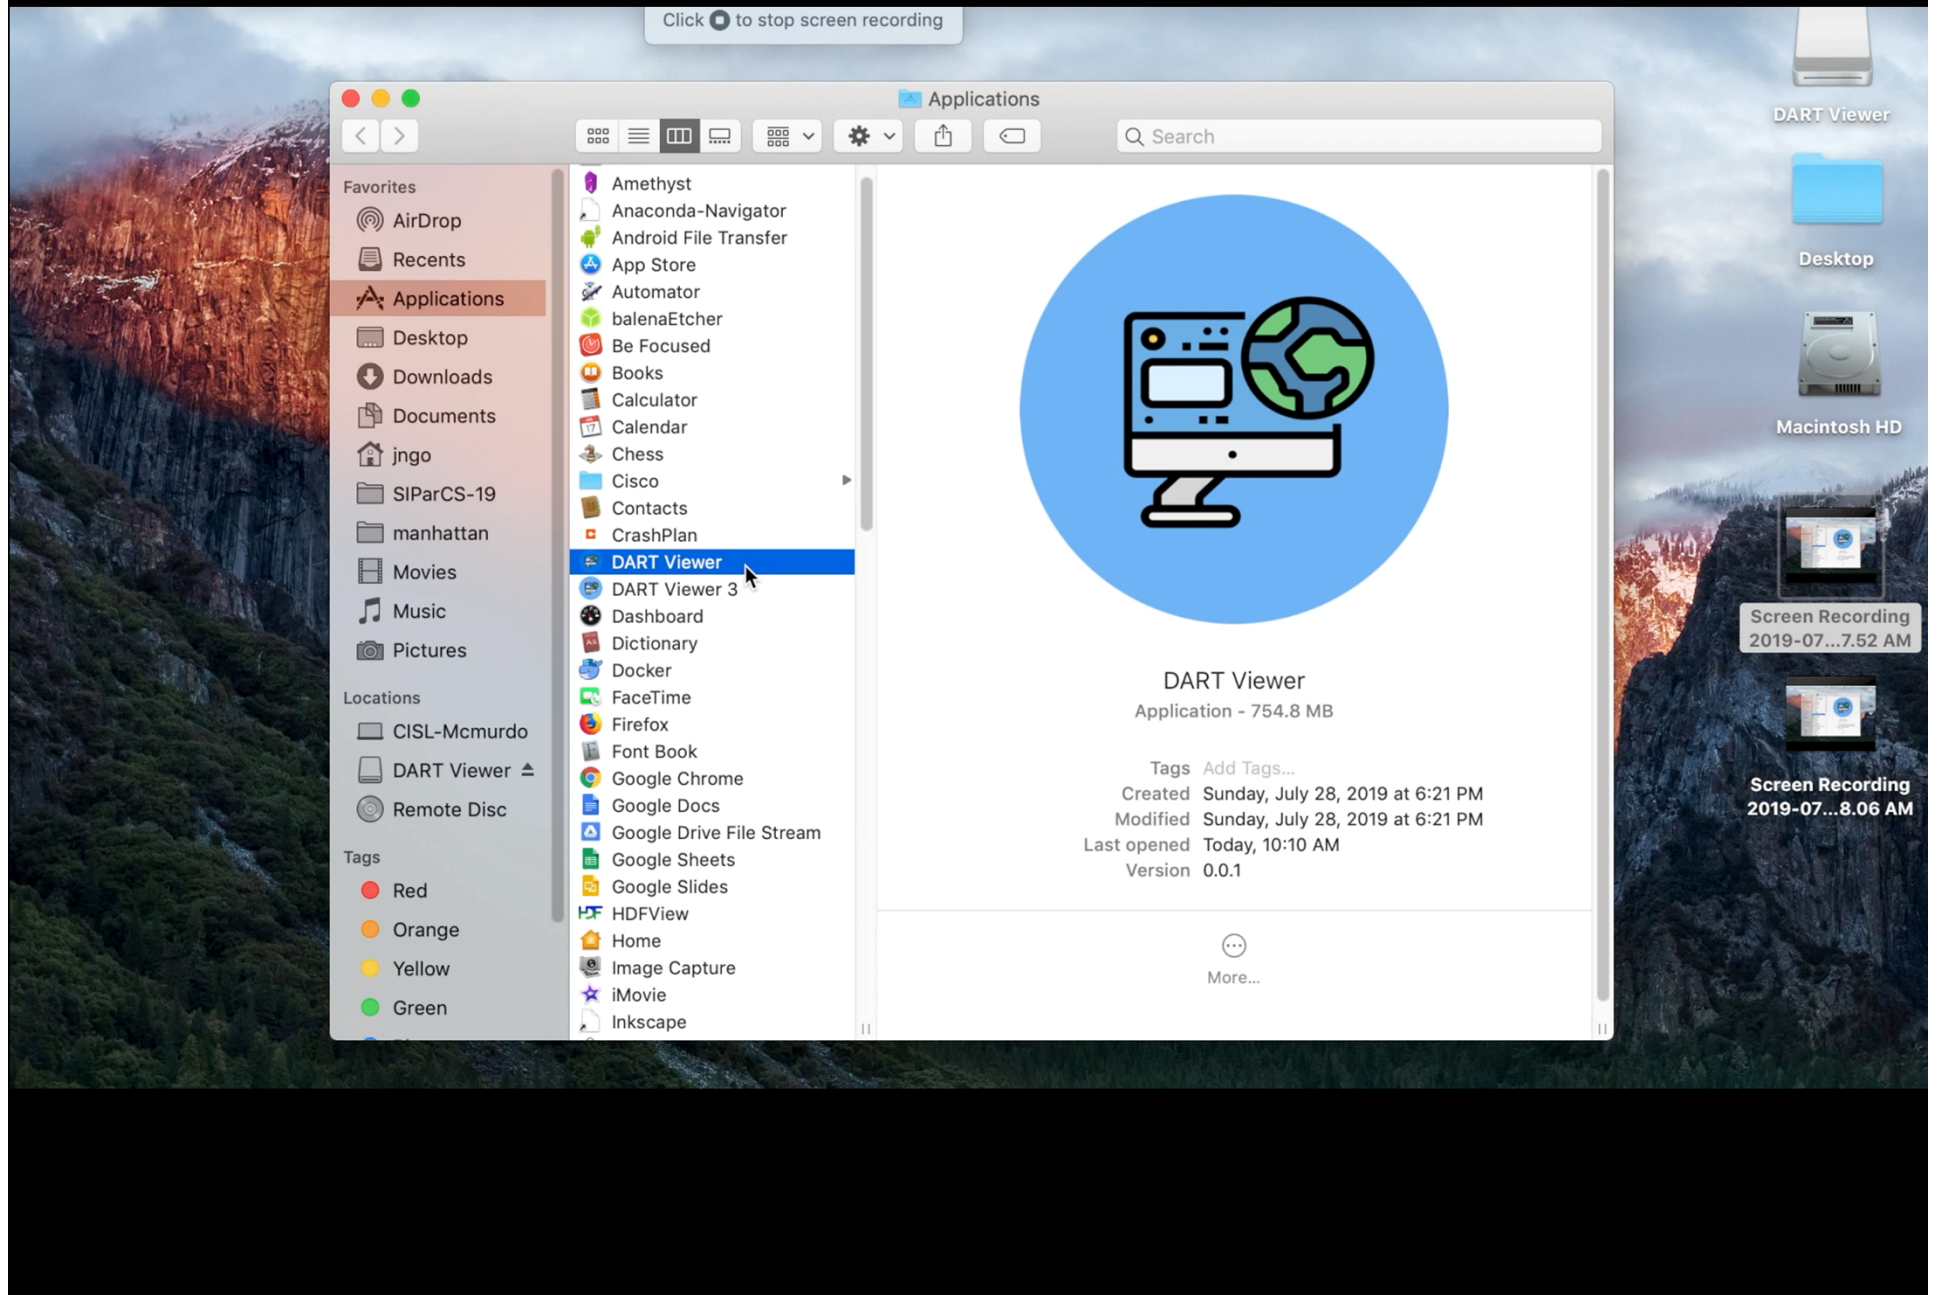 Click to stop screen recording
Applications
Search
Favorites
AirDrop
Recents
Applications
Desktop
Downloads
Documents
jngo
SIParCS-19
manhattan
Movies
Music
Pictures
Locations
CISL-Mcmurdo
DART Viewer
Remote Disc
Tags
Red
Orange
Yellow
Green
Amethyst
Anaconda-Navigator
Android File Transfer
App Store
Automator
balenaEtcher
Be Focused
Books
Calculator
Calendar
Chess
Cisco
Contacts
CrashPlan
DART Viewer
DART Viewer 3
Dashboard
Dictionary
Docker
FaceTime
Firefox
Font Book
Google Chrome
Google Docs
Google Drive File Stream
Google Sheets
Google Slides
HDFView
Home
Image Capture
iMovie
Inkscape
DART Viewer
Application - 754.8 MB
Tags Add Tags...
Created Sunday, July 28, 2019 at 6:21 PM
Modified Sunday, July 28, 2019 at 6:21 PM
Last opened Today, 10:10 AM
Version 0.0.1
More...
DART Viewer
Desktop
Macintosh HD
Screen Recording
2019-07...7.52 AM
Screen Recording
2019-07...8.06 AM